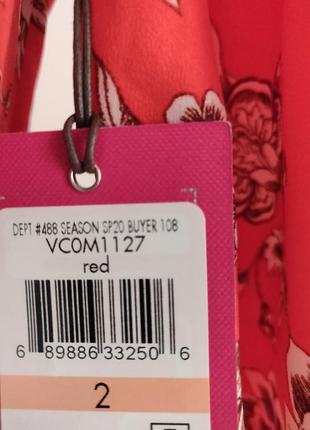 DEPT #488 SEASON SP20 BUYER 108
VC0M1127
red
6 89886 33250 6
2